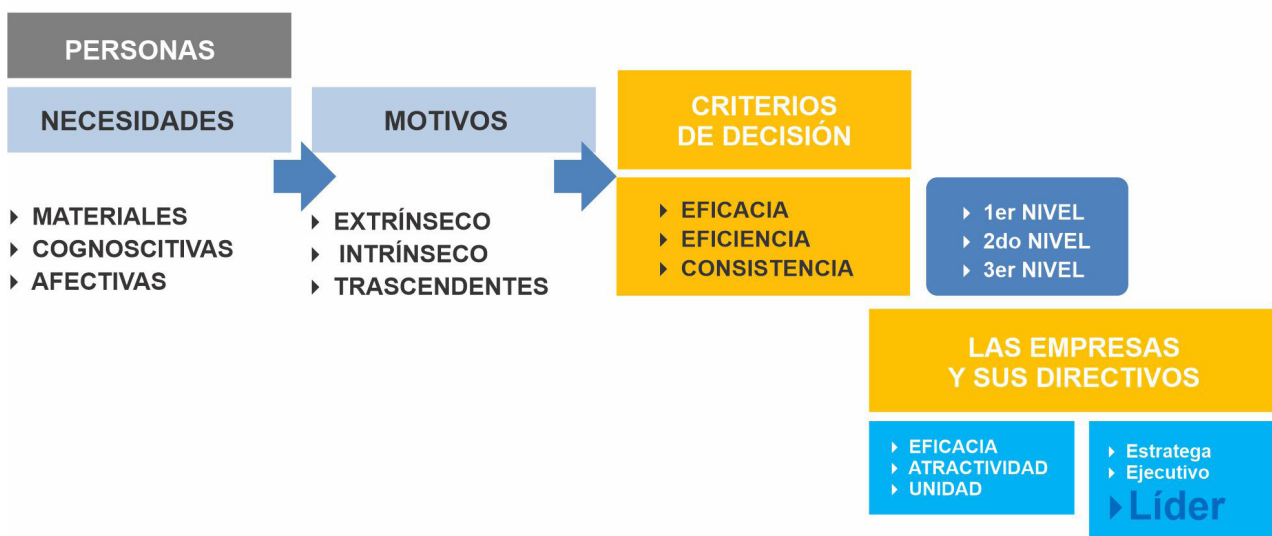 PERSONAS
NECESIDADES
MATERIALES
COGNOSCITIVAS
AFECTIVAS
MOTIVOS
EXTRÍNSECO
INTRÍNSECO
TRASCENDENTES
CRITERIOS
DE DECISIÓN
EFICACIA
EFICIENCIA
CONSISTENCIA
1er NIVEL
2do NIVEL
3er NIVEL
LAS EMPRESAS
Y SUS DIRECTIVOS
EFICACIA
ATRACTIVIDAD
UNIDAD
Estratega
Ejecutivo
Líder